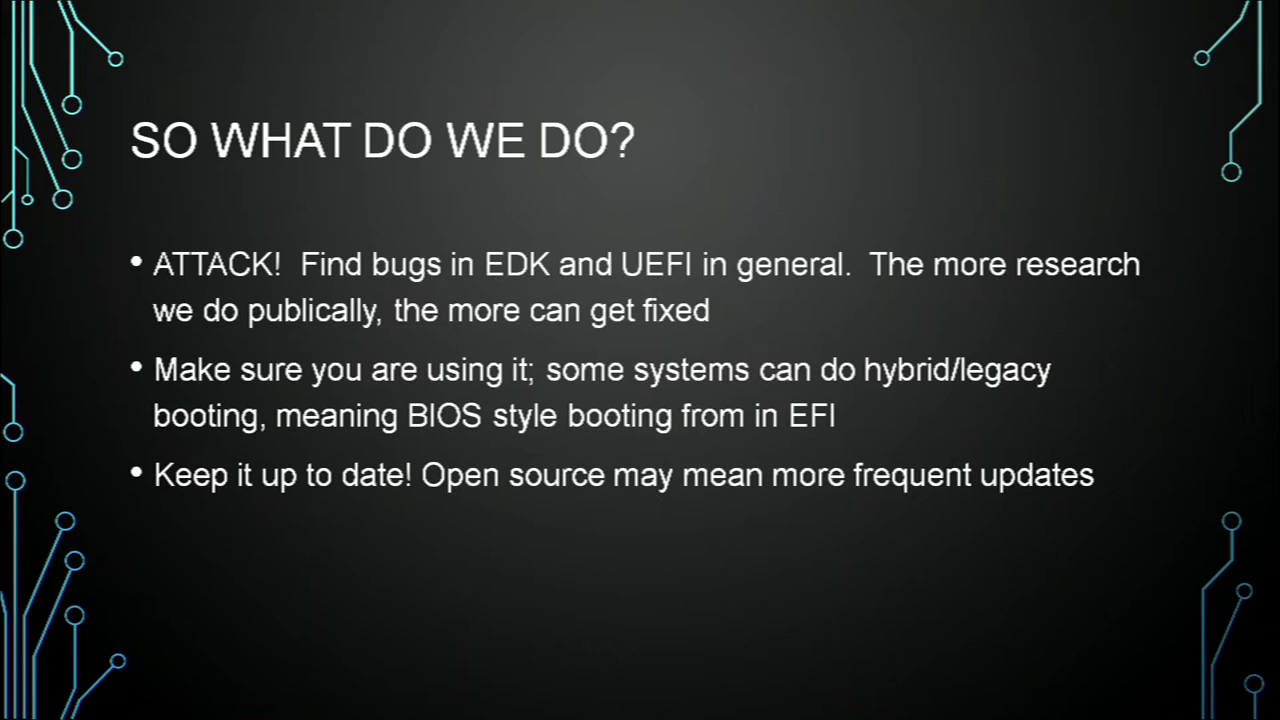 SO WHAT DO WE DO?
• ATTACK!  Find bugs in EDK and UEFI in general.  The more research
we do publically, the more can get fixed
• Make sure you are using it; some systems can do hybrid/legacy
booting, meaning BIOS style booting from in EFI
• Keep it up to date! Open source may mean more frequent updates